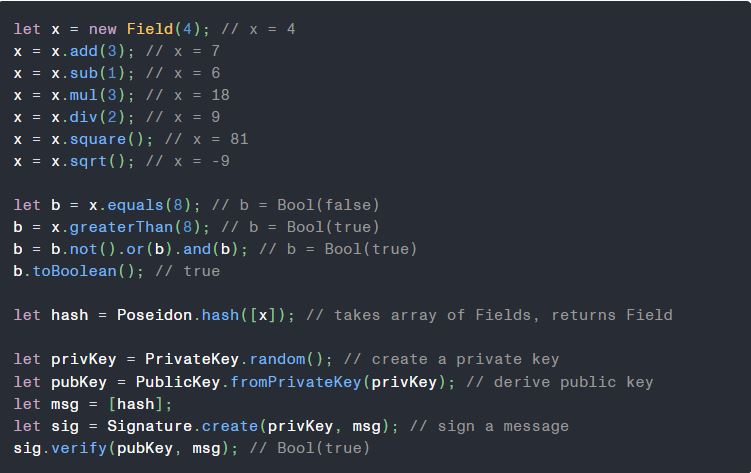 let x = new Field(4); // x = 4
x = x.add(3); // x = 7
x = x.sub(1); // x = 6
x = x.mul(3); // x = 18
x = x.div(2); // x = 9
x = x.square(); // x = 81
x = x.sqrt(); // x = -9
let b = x.equals(8); // b = Bool(false)
b = x.greaterThan(8); // b = Bool(true)
b = b.not().or(b).and(b); // b = Bool(true)
b.toBoolean(); // true
let hash = Poseidon.hash([x]); // takes array of Fields, returns Field
let privKey = PrivateKey.random(); // create a private key
let pubKey = PublicKey.fromPrivateKey(privKey); // derive public key
let msg = [hash];
let sig = Signature.create(privKey, msg); // sign a message
sig.verify(pubKey, msg); // Bool(true)